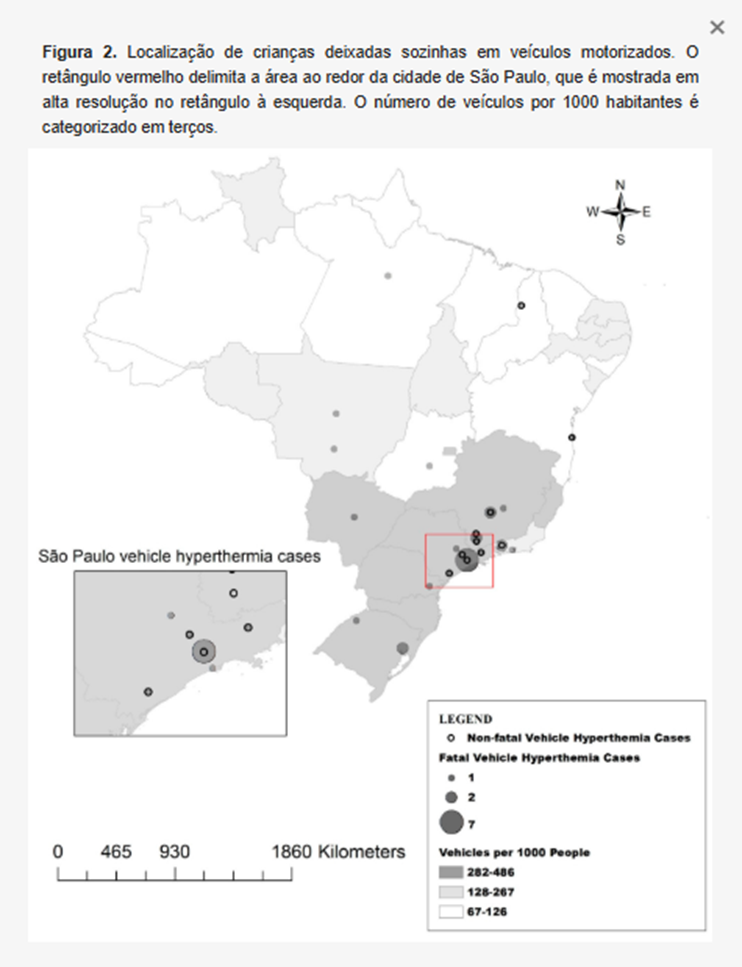 ×
Figura 2. Localização de crianças deixadas sozinhas em veículos motorizados. O
retângulo vermelho delimita a área ao redor da cidade de São Paulo, que é mostrada em
alta resolução no retângulo à esquerda. O número de veículos por 1000 habitantes é
categorizado em terços.
N
W E
S
São Paulo vehicle hyperthermia cases
LEGEND
Non-fatal Vehicle Hyperthemia Cases
Fatal Vehicle Hyperthemia Cases
1
2
7
Vehicles per 1000 People
282-486
128-267
67-126
0 465 930 1860 Kilometers